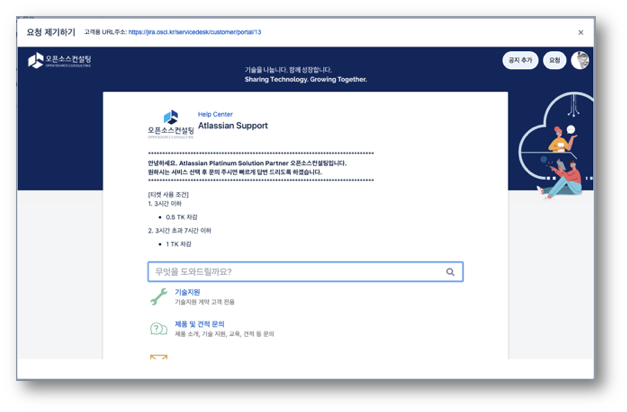 요청 제기하기 고객용 URL주소: https://jira.osci.kr/servicedesk/customer/portal/13 ×
오픈소스컨설팅
OPEN SOURCE CONSULTING
공지 추가 요청
기술을 나눕니다. 함께 성장합니다.
Sharing Technology. Growing Together.
오픈소스컨설팅
OPEN SOURCE CONSULTING
Help Center
Atlassian Support
안녕하세요. Atlassian Platinum Solution Partner 오픈소스컨설팅입니다.
원하시는 서비스 선택 후 문의 주시면 빠르게 답변 드리도록 하겠습니다.
[티켓 사용 조건]
1. 3시간 이하
• 0.5 TK 차감
2. 3시간 초과 7시간 이하
• 1 TK 차감
무엇을 도와드릴까요?
기술지원
기술지원 계약 고객 전용
제품 및 견적 문의
제품 소개, 기술 지원, 교육, 견적 등 문의